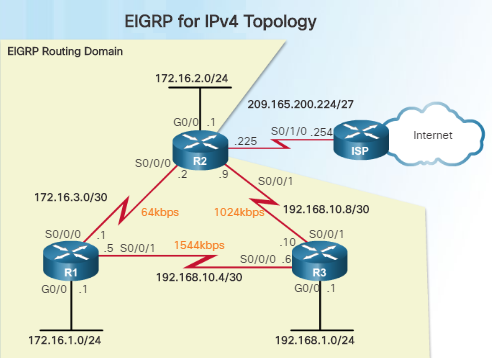 EIGRP for IPv4 Topology
EIGRP Routing Domain
172.16.2.0/24
209.165.200.224/27
G0/0 .1
.225 S0/1/0 .254
Internet
R2
ISP
S0/0/0 .2 .9 S0/0/1
172.16.3.0/30
64kbps 1024kbps 192.168.10.8/30
S0/0/0 .1
.10 S0/0/1
.5 S0/0/1 1544kbps
S0/0/0 .6
R1
R3
192.168.10.4/30
G0/0 .1
G0/0 .1
172.16.1.0/24
192.168.1.0/24